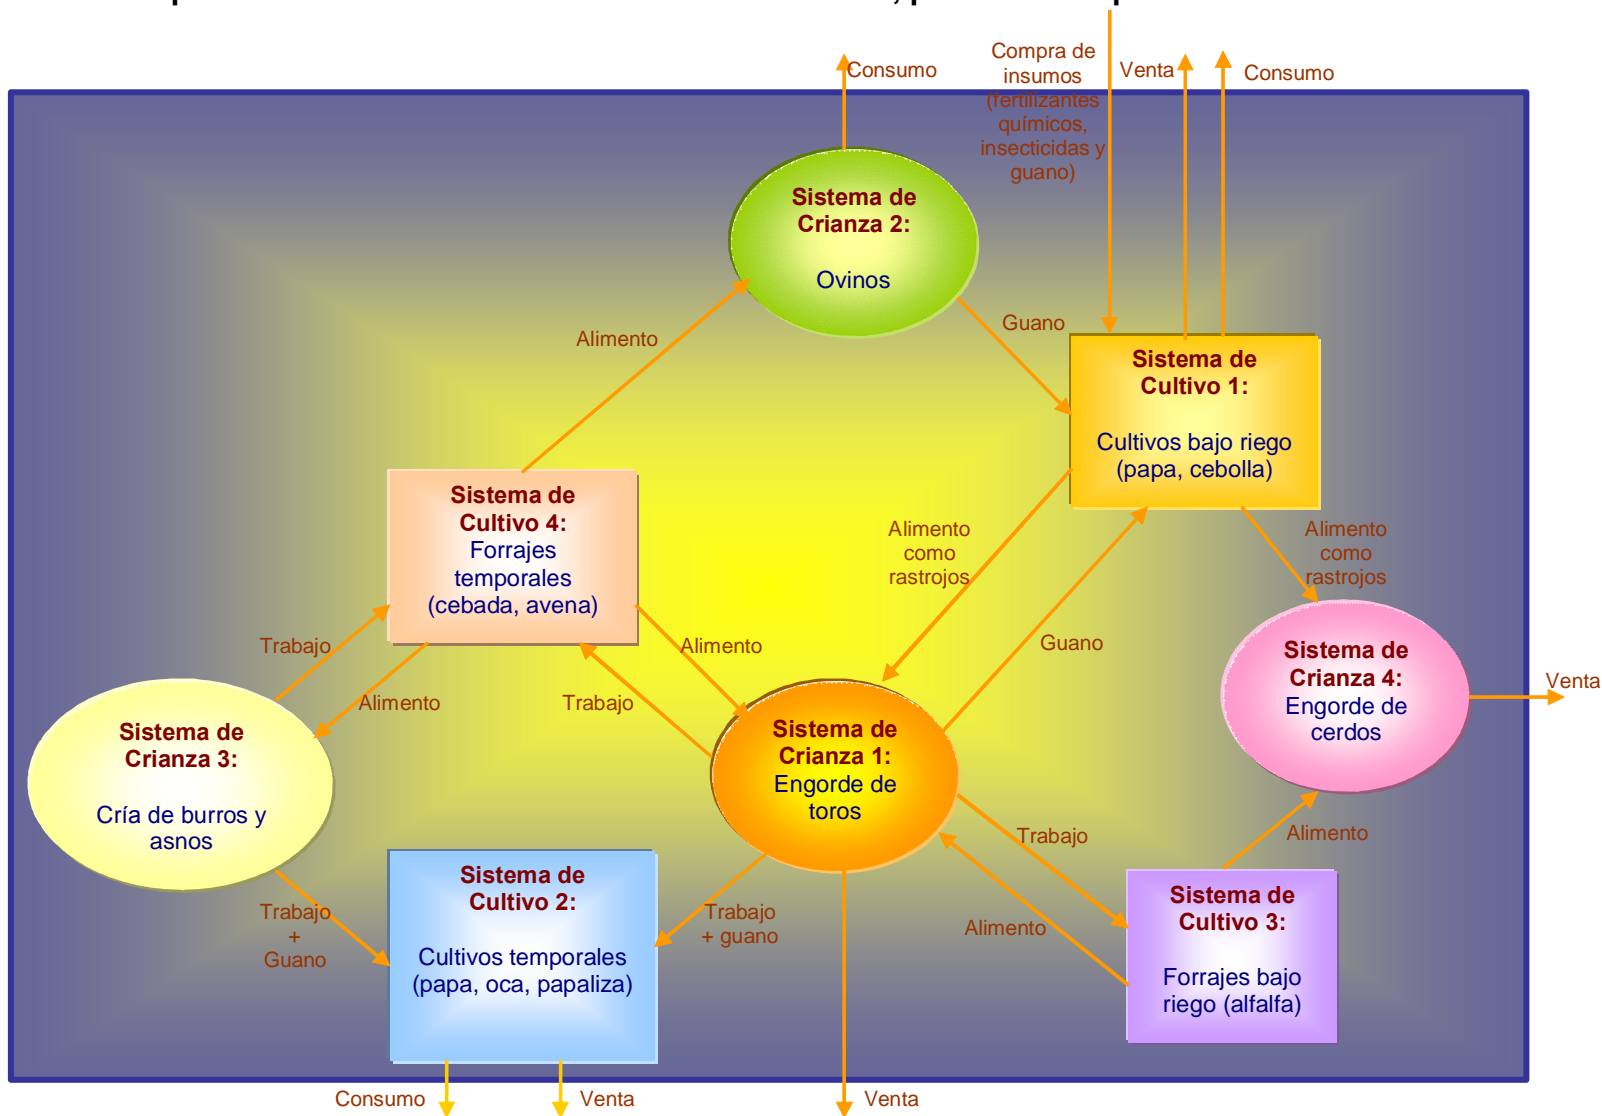 Consumo
Compra de
insumos
(fertilizantes
químicos,
insecticidas y
guano)
Venta
Consumo
Sistema de
Crianza 2:
Ovinos
Guano
Alimento
Sistema de
Cultivo 1:
Cultivos bajo riego
(papa, cebolla)
Sistema de
Cultivo 4:
Forrajes
temporales
(cebada, avena)
Alimento
como
rastrojos
Alimento
como
rastrojos
Trabajo
Alimento
Guano
Alimento
Trabajo
Sistema de
Crianza 4:
Engorde de
cerdos
Venta
Sistema de
Crianza 3:
Cría de burros y
asnos
Sistema de
Crianza 1:
Engorde de
toros
Trabajo
Alimento
Trabajo
+
Guano
Sistema de
Cultivo 2:
Cultivos temporales
(papa, oca, papaliza)
Trabajo
+ guano
Alimento
Sistema de
Cultivo 3:
Forrajes bajo
riego (alfalfa)
Consumo
Venta
Venta